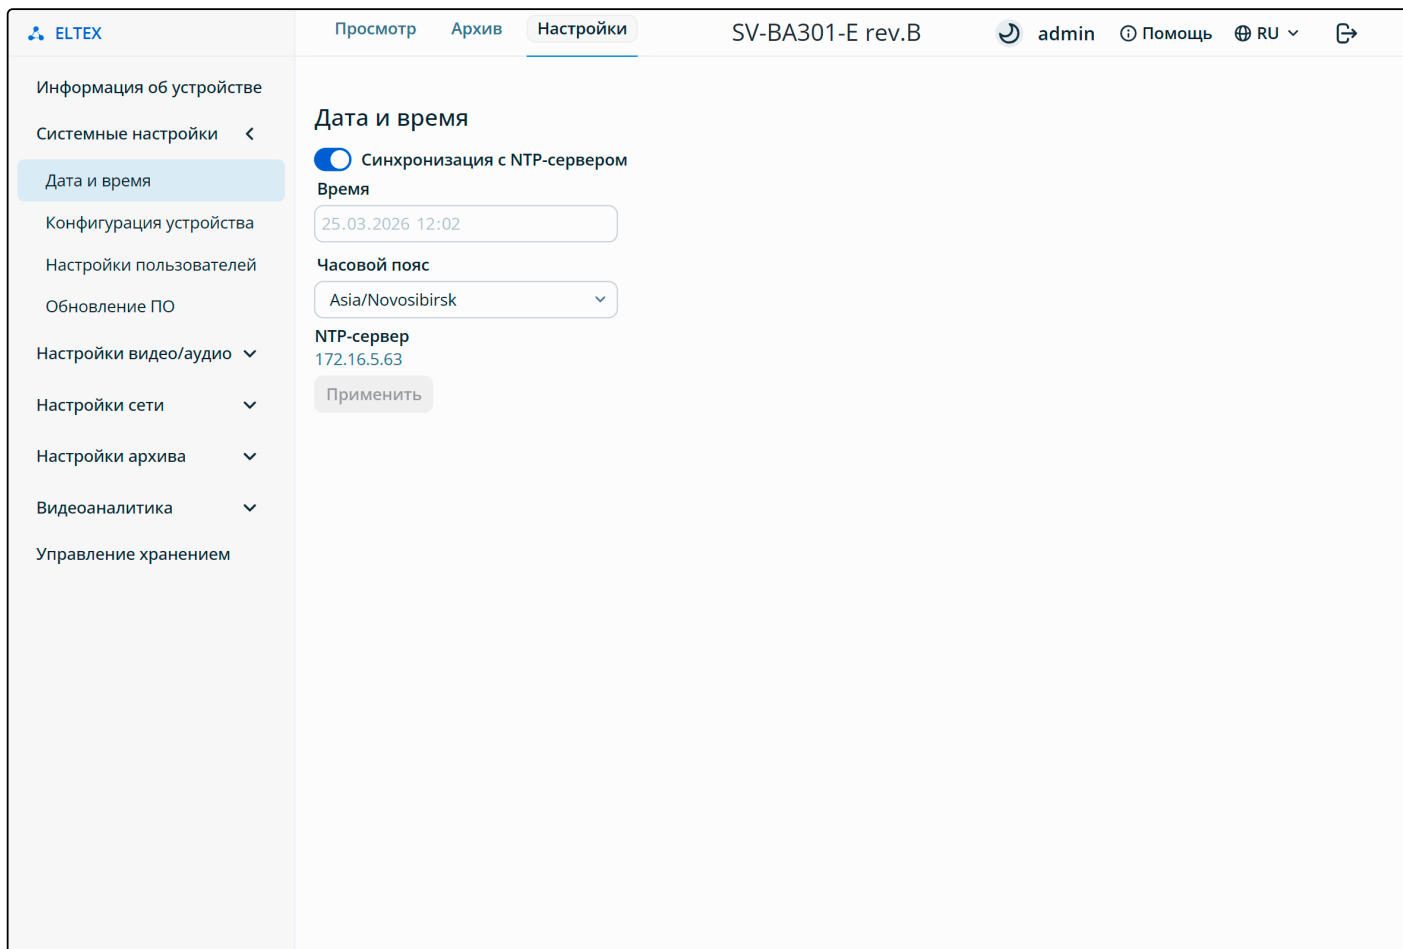 ELTEX
Просмотр Архив Настройки SV-BA301-E rev.B admin Помощь RU
Информация об устройстве
Системные настройки
Дата и время
Конфигурация устройства
Настройки пользователей
Обновление ПО
Настройки видео/аудио
Настройки сети
Настройки архива
Видеоаналитика
Управление хранением
Дата и время
Синхронизация с NTP-сервером
Время
25.03.2026 12:02
Часовой пояс
Asia/Novosibirsk
NTP-сервер
172.16.5.63
Применить